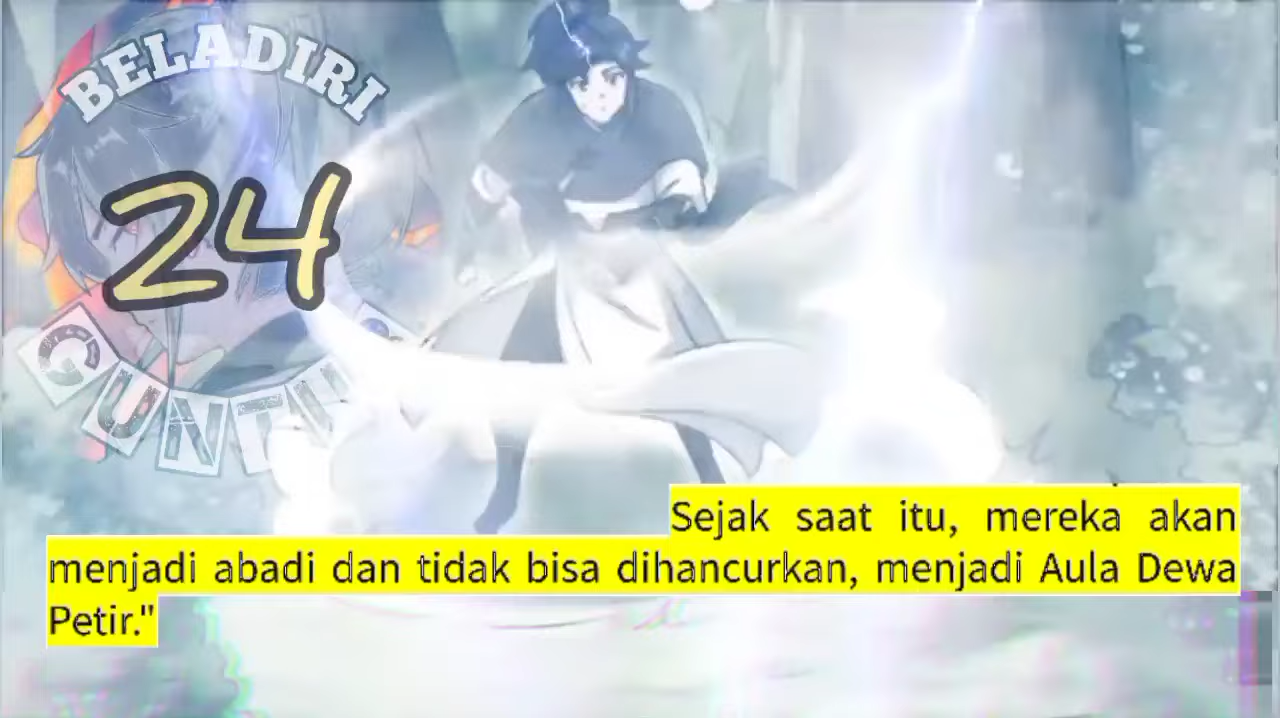 BELADIRI
24
Sejak saat itu, mereka akan
menjadi abadi dan tidak bisa dihancurkan, menjadi Aula Dewa
Petir."